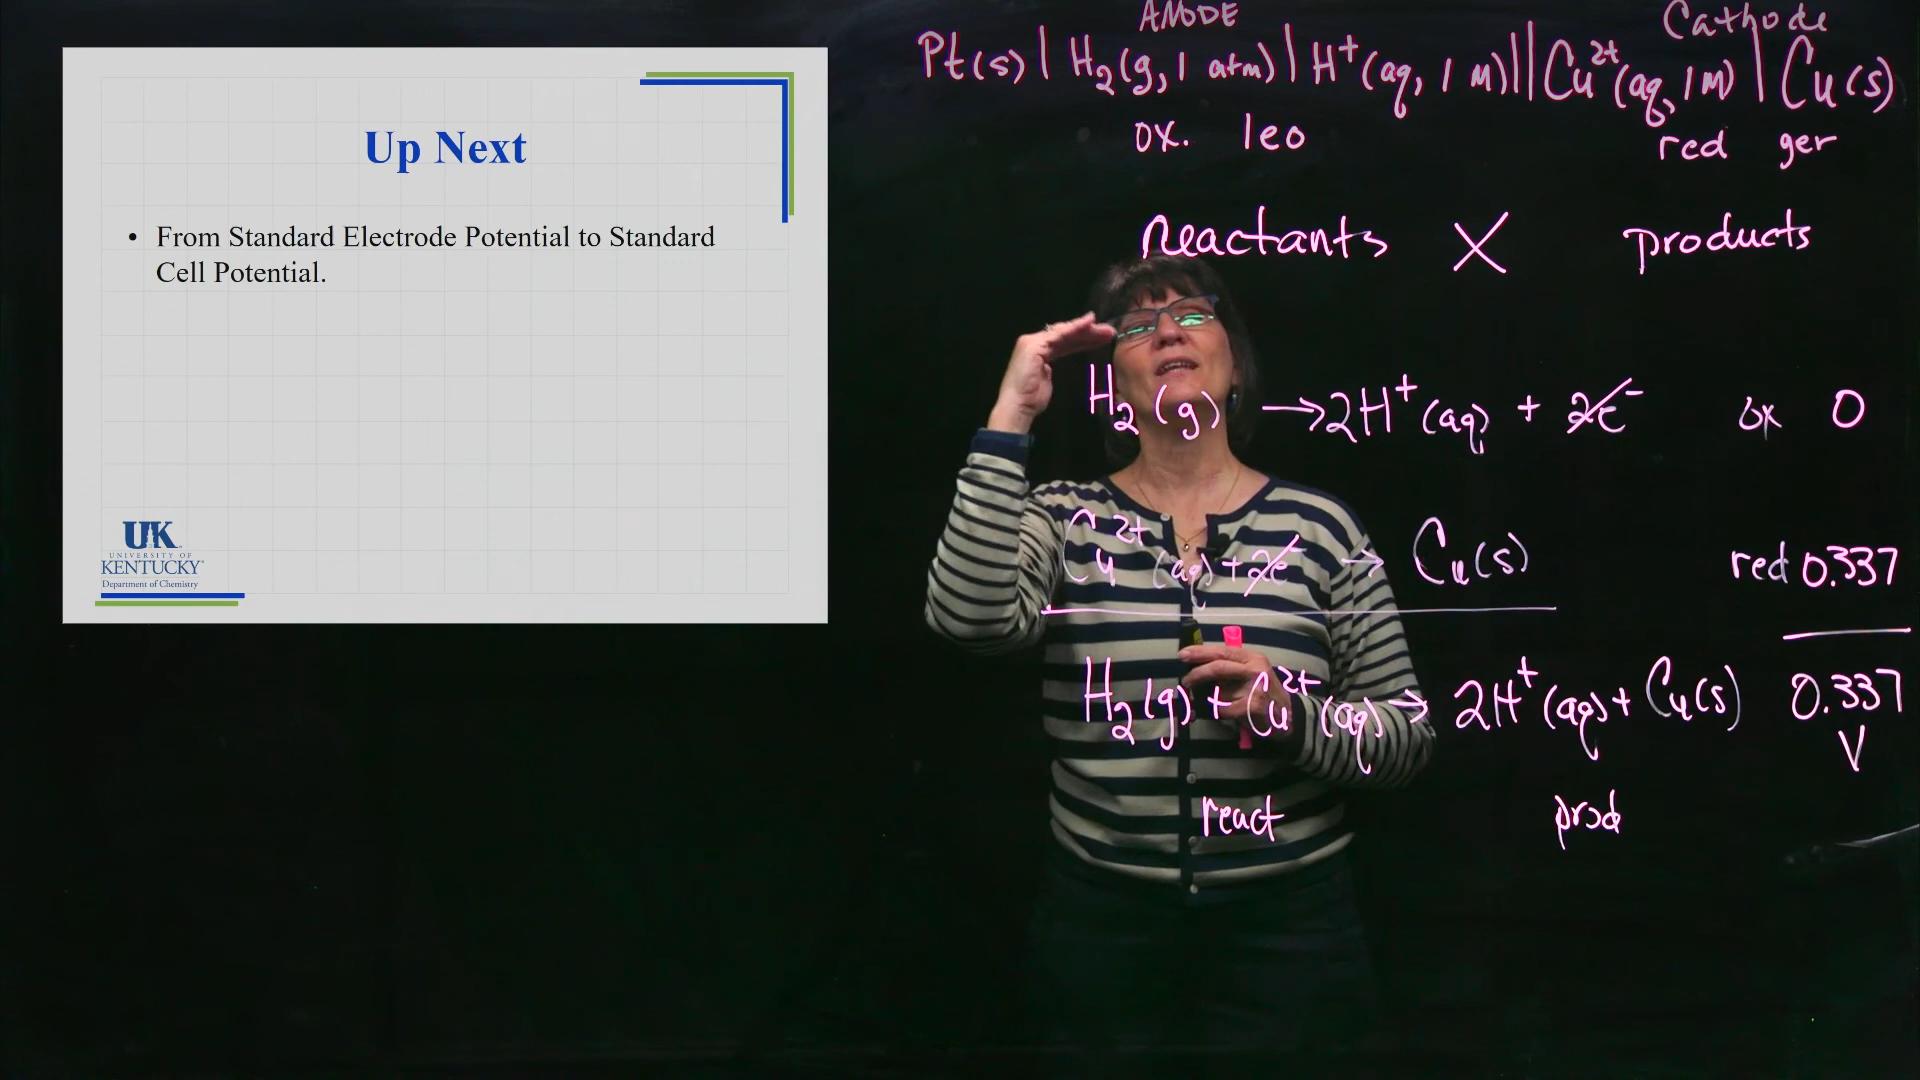 Up Next
• From Standard Electrode Potential to Standard
Cell Potential.
UK
UNIVERSITY OF
KENTUCKY
Department of Chemistry
ANODE Cathode
Pt(s) | H₂(g, 1 atm) | H⁺(aq, 1 M) || Cu²⁺(aq, 1M) | Cu(s)
ox. leo red ger
reactants X products
H₂(g) → 2H⁺(aq) + 2e⁻ ox 0
Cu²⁺(aq) + 2e⁻ → Cu(s) red 0.337
H₂(g) + Cu²⁺(aq) → 2H⁺(aq) + Cu(s) 0.337
V
react prod